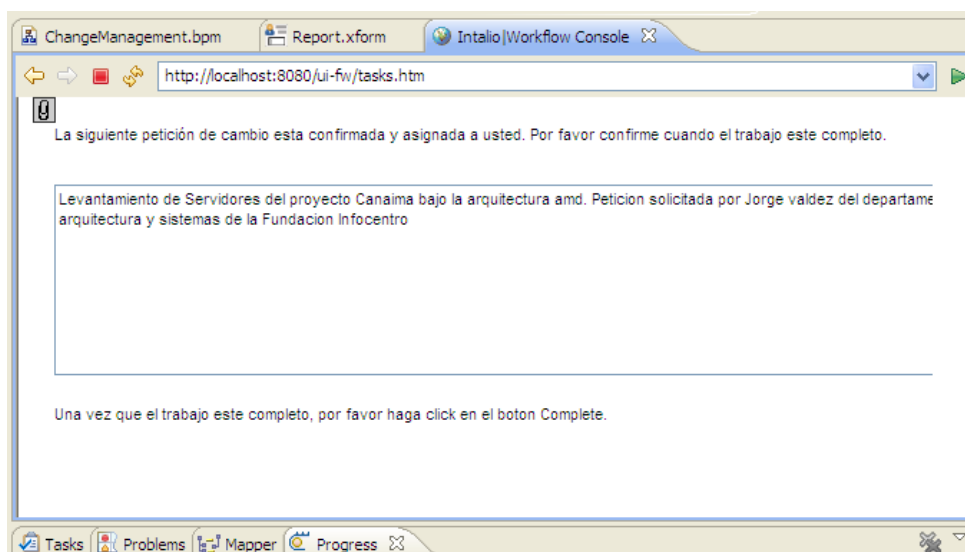 ChangeManagement.bpm Report.xform Intalio|Workflow Console
http://localhost:8080/ui-fw/tasks.htm
La siguiente petición de cambio esta confirmada y asignada a usted. Por favor confirme cuando el trabajo este completo.
Levantamiento de Servidores del proyecto Canaima bajo la arquitectura amd. Peticion solicitada por Jorge valdez del departame
arquitectura y sistemas de la Fundacion Infocentro
Una vez que el trabajo este completo, por favor haga click en el boton Complete.
Tasks Problems Mapper Progress